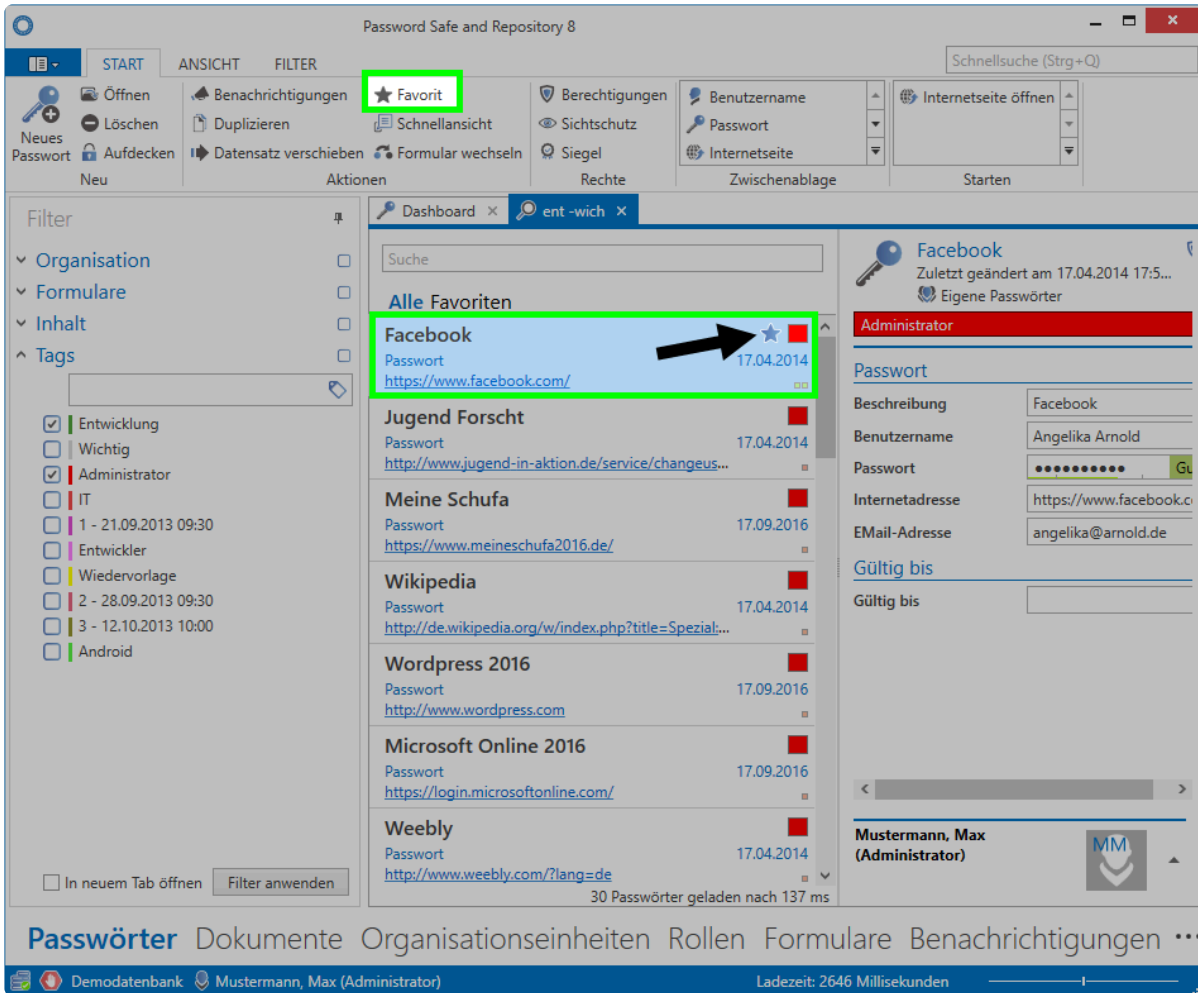 Password Safe and Repository 8
START ANSICHT FILTER
Schnellsuche (Strg+Q)
Neues Passwort
Öffnen
Löschen
Aufdecken
Neu
Benachrichtigungen
Duplizieren
Datensatz verschieben
Favorit
Schnellansicht
Formular wechseln
Aktionen
Berechtigungen
Sichtschutz
Siegel
Rechte
Benutzername
Passwort
Internetseite
Zwischenablage
Internetseite öffnen
Starten
Filter
Organisation
Formulare
Inhalt
Tags
Entwicklung
Wichtig
Administrator
IT
1 - 21.09.2013 09:30
Entwickler
Wiedervorlage
2 - 28.09.2013 09:30
3 - 12.10.2013 10:00
Android
In neuem Tab öffnen Filter anwenden
Dashboard ent -wich
Suche
Alle Favoriten
Facebook
Passwort 17.04.2014
https://www.facebook.com/
Jugend Forscht
Passwort 17.04.2014
http://www.jugend-in-aktion.de/service/changeus...
Meine Schufa
Passwort 17.09.2016
https://www.meineschufa2016.de/
Wikipedia
Passwort 17.04.2014
http://de.wikipedia.org/w/index.php?title=Spezial:...
Wordpress 2016
Passwort 17.09.2016
http://www.wordpress.com
Microsoft Online 2016
Passwort 17.09.2016
https://login.microsoftonline.com/
Weebly
Passwort 17.04.2014
http://www.weebly.com/?lang=de
30 Passwörter geladen nach 137 ms
Facebook
Zuletzt geändert am 17.04.2014 17:5...
Eigene Passwörter
Administrator
Passwort
Beschreibung Facebook
Benutzername Angelika Arnold
Passwort ●●●●●●●●●● Gu
Internetadresse https://www.facebook.c
EMail-Adresse angelika@arnold.de
Gültig bis
Gültig bis
Mustermann, Max
(Administrator)
MM
Passwörter Dokumente Organisationseinheiten Rollen Formulare Benachrichtigungen ...
Demodatenbank Mustermann, Max (Administrator) Ladezeit: 2646 Millisekunden